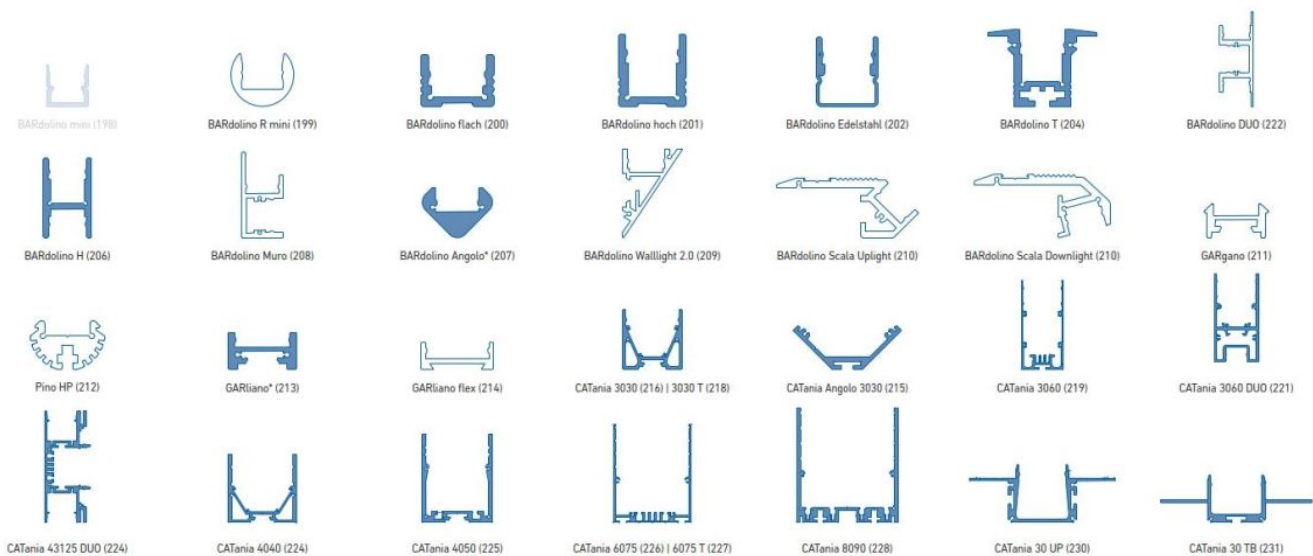 BARdolino mini (198)
BARdolino R mini (199)
BARdolino flach (200)
BARdolino hoch (201)
BARdolino Edelstahl (202)
BARdolino T (204)
BARdolino DUO (222)
BARdolino H (206)
BARdolino Muro (208)
BARdolino Angolo* (207)
BARdolino Walllight 2.0 (209)
BARdolino Scala Uplight (210)
BARdolino Scala Downlight (210)
GARgano (211)
Pino HP (212)
GARliano* (213)
GARliano flex (214)
CATania 3030 (216) | 3030 T (218)
CATania Angolo 3030 (215)
CATania 3060 (219)
CATania 3060 DUO (221)
CATania 43125 DUO (224)
CATania 4040 (224)
CATania 4050 (225)
CATania 6075 (226) | 6075 T (227)
CATania 8090 (228)
CATania 30 UP (230)
CATania 30 TB (231)